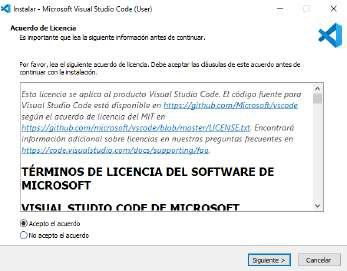 Instalar - Microsoft Visual Studio Code (User)
Acuerdo de Licencia
Es importante que lea la siguiente información antes de continuar.
Por favor, lea el siguiente acuerdo de licencia. Debe aceptar las cláusulas de este acuerdo antes de
continuar con la instalación.
Esta licencia se aplica al producto Visual Studio Code. El código fuente para
Visual Studio Code está disponible en https://github.com/Microsoft/vscode
según el acuerdo de licencia del MIT en
https://github.com/microsoft/vscode/blob/master/LICENSE.txt. Encontrará
información adicional sobre licencias en nuestras preguntas frecuentes en
https://code.visualstudio.com/docs/supporting/faq.
TÉRMINOS DE LICENCIA DEL SOFTWARE DE
MICROSOFT
VISUAL STUDIO CODE DE MICROSOFT
Acepto el acuerdo
No acepto el acuerdo
Siguiente > Cancelar